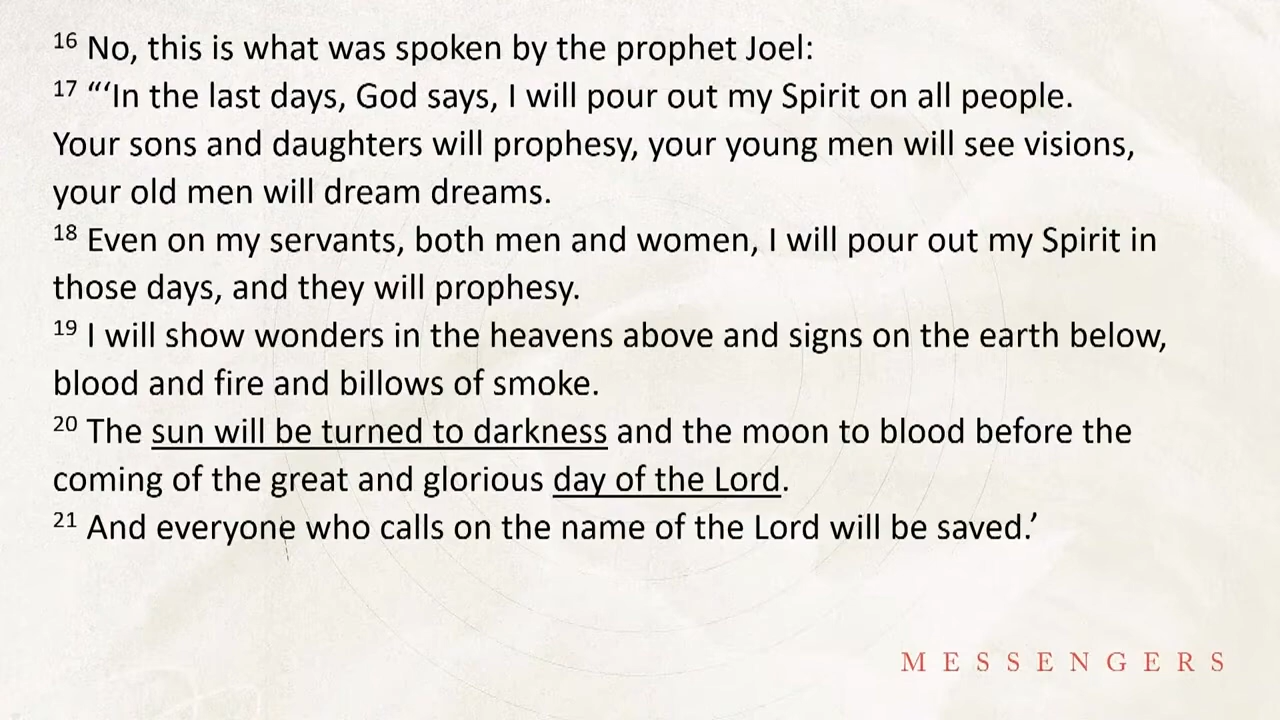 16 No, this is what was spoken by the prophet Joel:
17 “‘In the last days, God says, I will pour out my Spirit on all people.
Your sons and daughters will prophesy, your young men will see visions,
your old men will dream dreams.
18 Even on my servants, both men and women, I will pour out my Spirit in
those days, and they will prophesy.
19 I will show wonders in the heavens above and signs on the earth below,
blood and fire and billows of smoke.
20 The sun will be turned to darkness and the moon to blood before the
coming of the great and glorious day of the Lord.
21 And everyone who calls on the name of the Lord will be saved.’
MESSENGERS